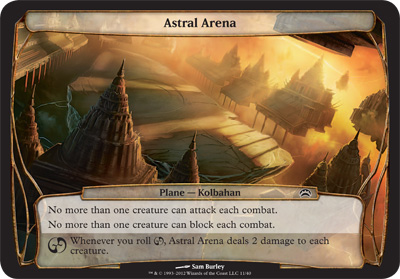 Astral Arena
Plane — Kolbahan
No more than one creature can attack each combat.
No more than one creature can block each combat.
Whenever you roll , Astral Arena deals 2 damage to each
creature.
Sam Burley
™ & © 1993–2012 Wizards of the Coast LLC 11/40